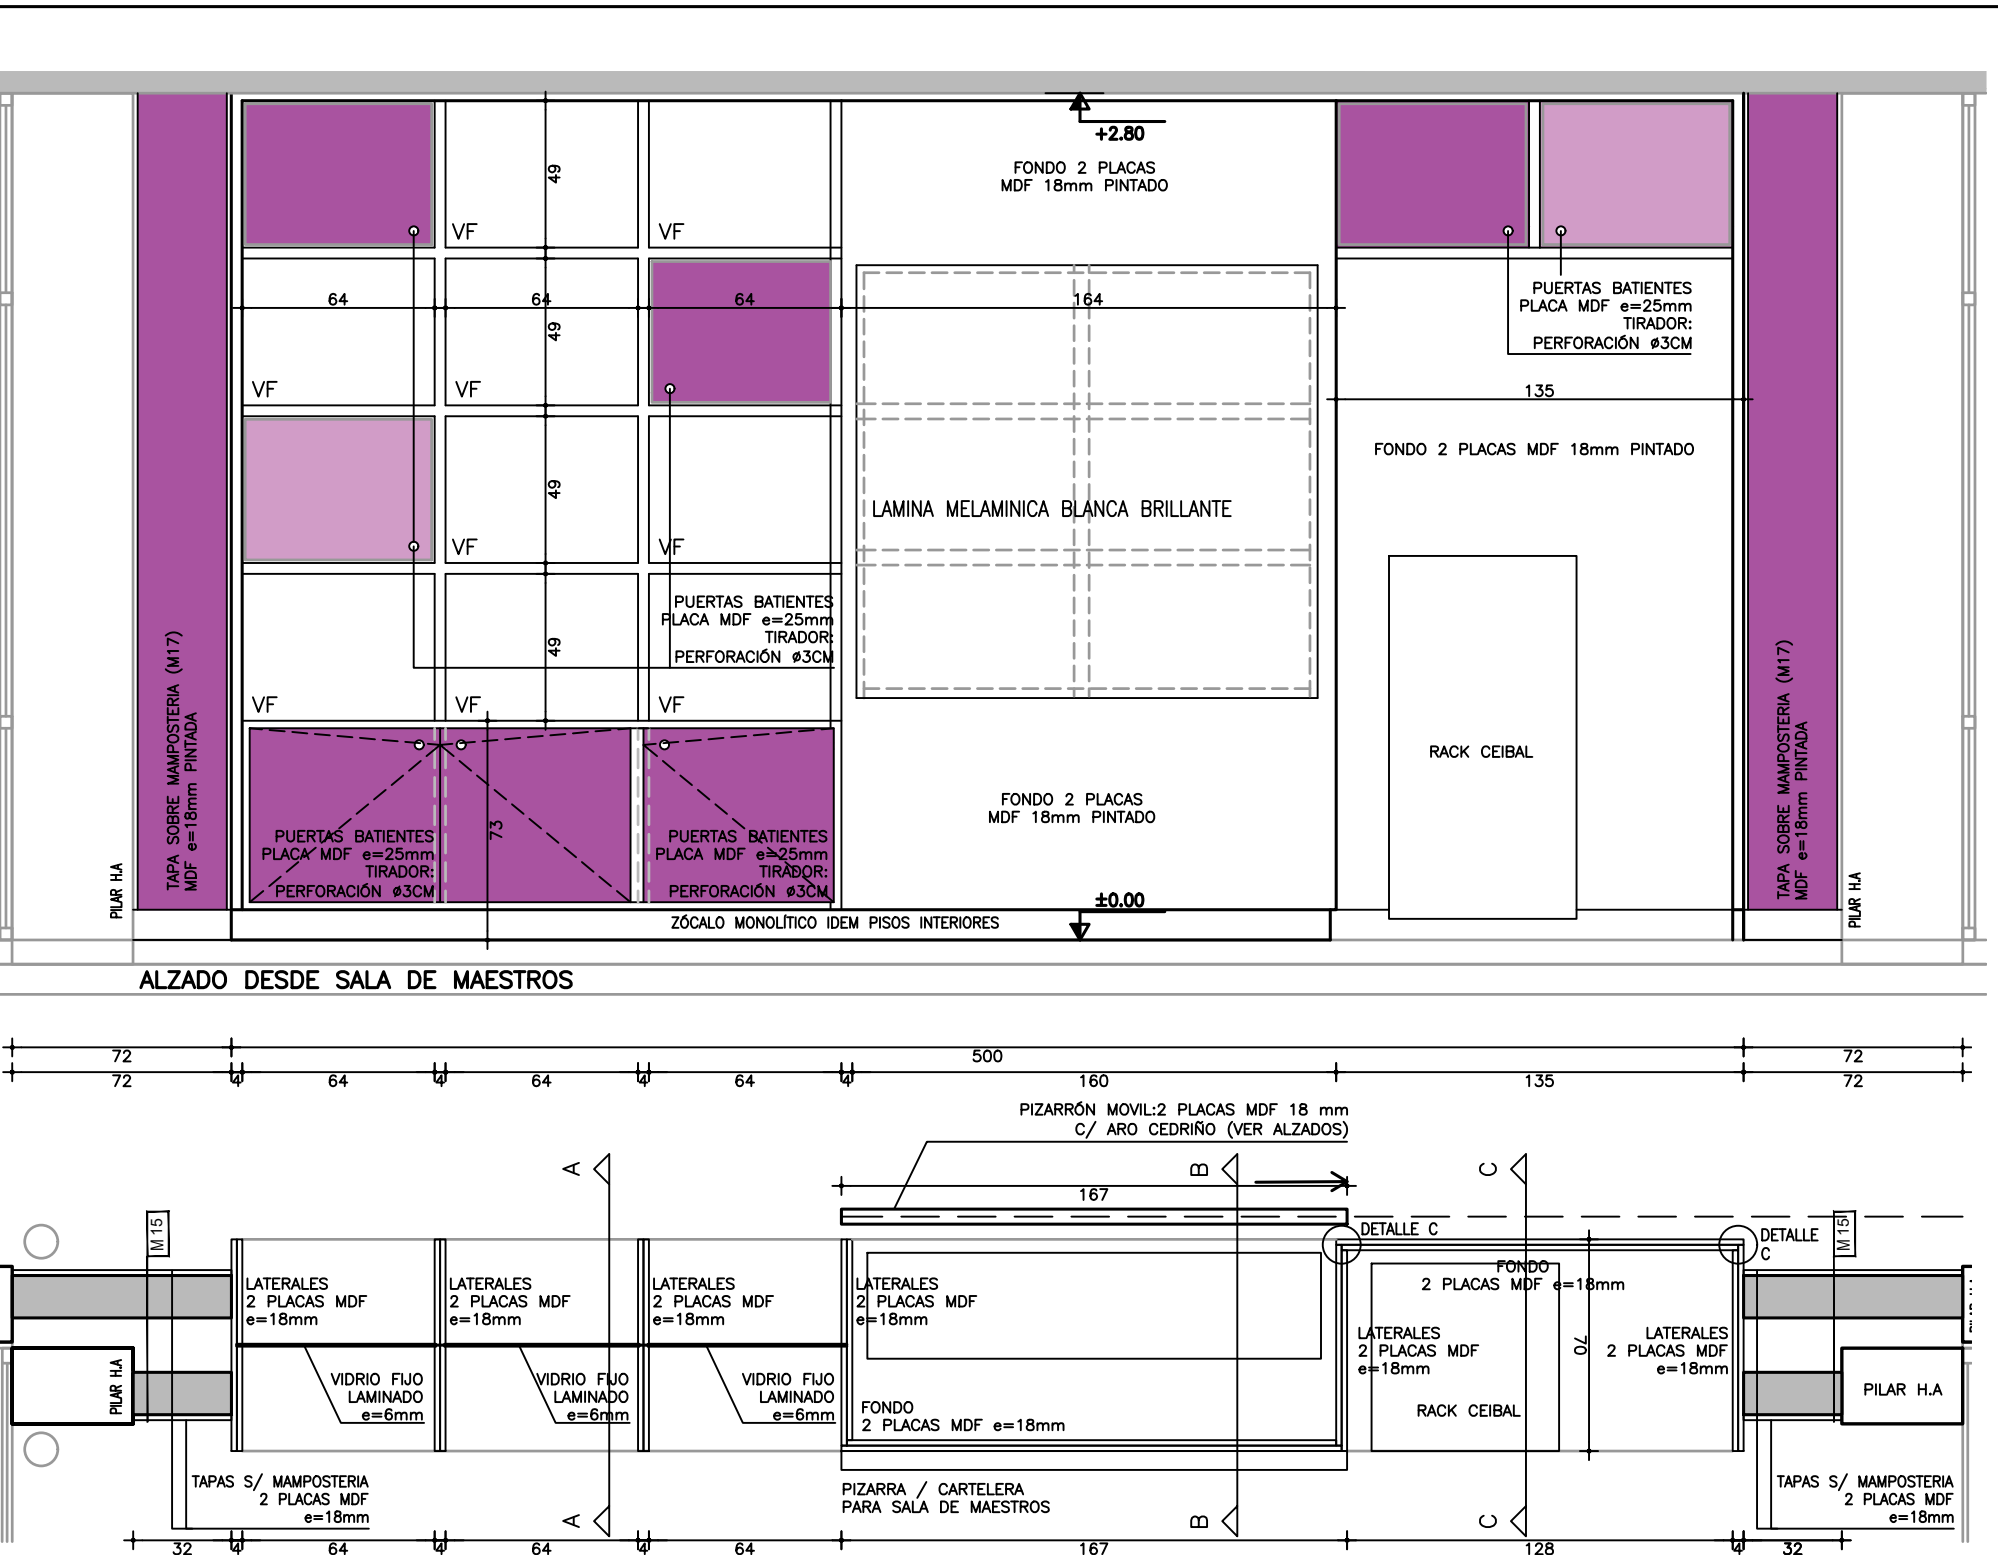 +2.80
FONDO 2 PLACAS
MDF 18mm PINTADO
49
VF
VF
64
64
64
164
49
PUERTAS BATIENTES
PLACA MDF e=25mm
TIRADOR:
PERFORACIÓN ø3CM
VF
VF
135
FONDO 2 PLACAS MDF 18mm PINTADO
49
LAMINA MELAMINICA BLANCA BRILLANTE
VF
VF
PUERTAS BATIENTES
PLACA MDF e=25mm
TIRADOR:
PERFORACIÓN ø3CM
49
VF
VF
VF
TAPA SOBRE MAMPOSTERIA (M17)
MDF e=18mm PINTADA
TAPA SOBRE MAMPOSTERIA (M17)
MDF e=18mm PINTADA
RACK CEIBAL
FONDO 2 PLACAS
MDF 18mm PINTADO
73
PUERTAS BATIENTES
PLACA MDF e=25mm
TIRADOR:
PERFORACIÓN ø3CM
PUERTAS BATIENTES
PLACA MDF e=25mm
TIRADOR:
PERFORACIÓN ø3CM
PILAR H.A
PILAR H.A
±0.00
ZÓCALO MONOLÍTICO IDEM PISOS INTERIORES
ALZADO DESDE SALA DE MAESTROS
72
500
72
72
4
64
4
64
4
64
4
160
135
72
PIZARRÓN MOVIL:2 PLACAS MDF 18 mm
C/ ARO CEDRIÑO (VER ALZADOS)
A
B
C
167
M 15
M 15
DETALLE C
DETALLE
C
LATERALES
2 PLACAS MDF
e=18mm
LATERALES
2 PLACAS MDF
e=18mm
LATERALES
2 PLACAS MDF
e=18mm
LATERALES
2 PLACAS MDF
e=18mm
FONDO
2 PLACAS MDF e=18mm
LATERALES
2 PLACAS MDF
e=18mm
70
LATERALES
2 PLACAS MDF
e=18mm
PILAR H.A
VIDRIO FIJO
LAMINADO
e=6mm
VIDRIO FIJO
LAMINADO
e=6mm
VIDRIO FIJO
LAMINADO
e=6mm
FONDO
2 PLACAS MDF e=18mm
RACK CEIBAL
PILAR H.A
TAPAS S/ MAMPOSTERIA
2 PLACAS MDF
e=18mm
PIZARRA / CARTELERA
PARA SALA DE MAESTROS
TAPAS S/ MAMPOSTERIA
2 PLACAS MDF
e=18mm
A
B
C
32
4
64
4
64
4
64
167
128
4
32